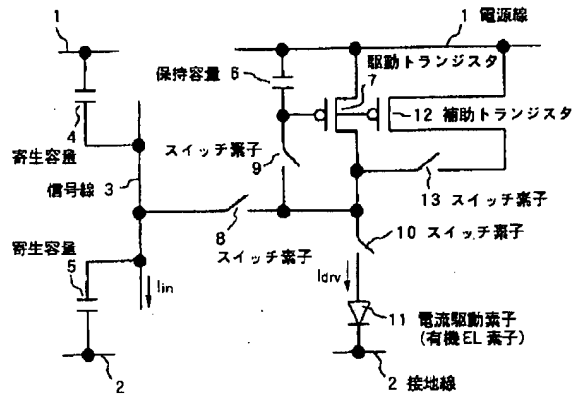 1
1 電源線
保持容量 6
駆動トランジスタ
7
12 補助トランジスタ
4
寄生容量
スイッチ素子
9
信号線 3
13 スイッチ素子
8
スイッチ素子
10 スイッチ素子
寄生容量
5
Iin
Idrv
11 電流駆動素子
(有機EL素子)
2
2 接地線